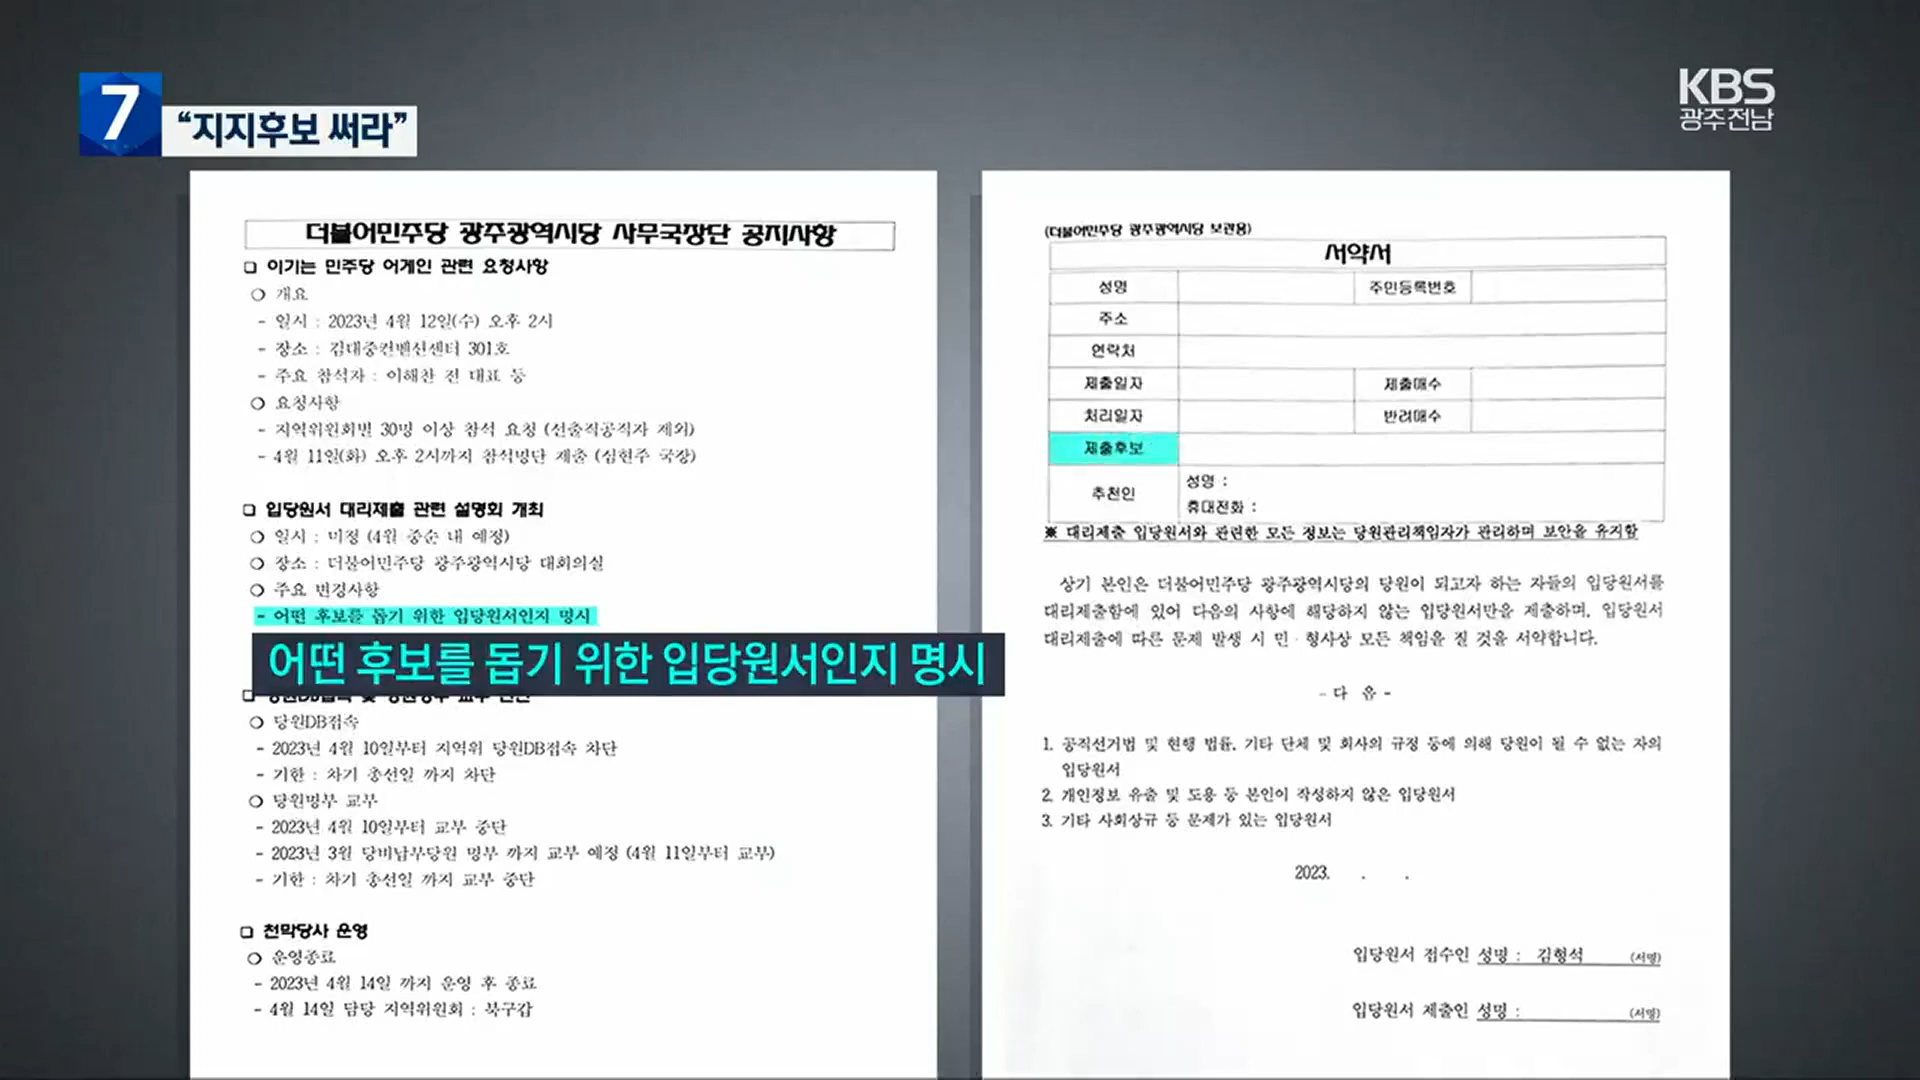 7
“지지후보 써라”
KBS
광주전남
더불어민주당 광주광역시당 사무국장단 공지사항
❏ 이기는 민주당 어게인 관련 요청사항
❍ 개요
- 일시 : 2023년 4월 12일(수) 오후 2시
- 장소 : 김대중컨벤션센터 301호
- 주요 참석자 : 이해찬 전 대표 등
❍ 요청사항
- 지역위원회별 30명 이상 참석 요청 (선출직공직자 제외)
- 4월 11일(화) 오후 2시까지 참석명단 제출 (심현주 국장)
❏ 입당원서 대리제출 관련 설명회 개최
❍ 일시 : 미정 (4월 중순 내 예정)
❍ 장소 : 더불어민주당 광주광역시당 대회의실
❍ 주요 변경사항
- 어떤 후보를 돕기 위한 입당원서인지 명시
어떤 후보를 돕기 위한 입당원서인지 명시
❍ 당원DB접속
- 2023년 4월 10일부터 지역위 당원DB접속 차단
- 기한 : 차기 총선일 까지 차단
❍ 당원명부 교부
- 2023년 4월 10일부터 교부 중단
- 2023년 3월 당비납부당원 명부 까지 교부 예정 (4월 11일부터 교부)
- 기한 : 차기 총선일 까지 교부 중단
❏ 천막당사 운영
❍ 운영종료
- 2023년 4월 14일 까지 운영 후 종료
- 4월 14일 담당 지역위원회 : 북구갑
(더불어민주당 광주광역시당 보관용)
서약서
성명 주민등록번호
주소
연락처
제출일자 제출매수
처리일자 반려매수
제출후보
추천인 성명 :
휴대전화 :
※ 대리제출 입당원서와 관련한 모든 정보는 당원관리책임자가 관리하며 보안을 유지함
상기 본인은 더불어민주당 광주광역시당의 당원이 되고자 하는 자들의 입당원서를
대리제출함에 있어 다음의 사항에 해당하지 않는 입당원서만을 제출하며, 입당원서
대리제출에 따른 문제 발생 시 민·형사상 모든 책임을 질 것을 서약합니다.
- 다 음 -
1. 공직선거법 및 현행 법률, 기타 단체 및 회사의 규정 등에 의해 당원이 될 수 없는 자의
입당원서
2. 개인정보 유출 및 도용 등 본인이 작성하지 않은 입당원서
3. 기타 사회상규 등 문제가 있는 입당원서
2023. . .
입당원서 접수인 성명 : 김형석 (서명)
입당원서 제출인 성명 : (서명)